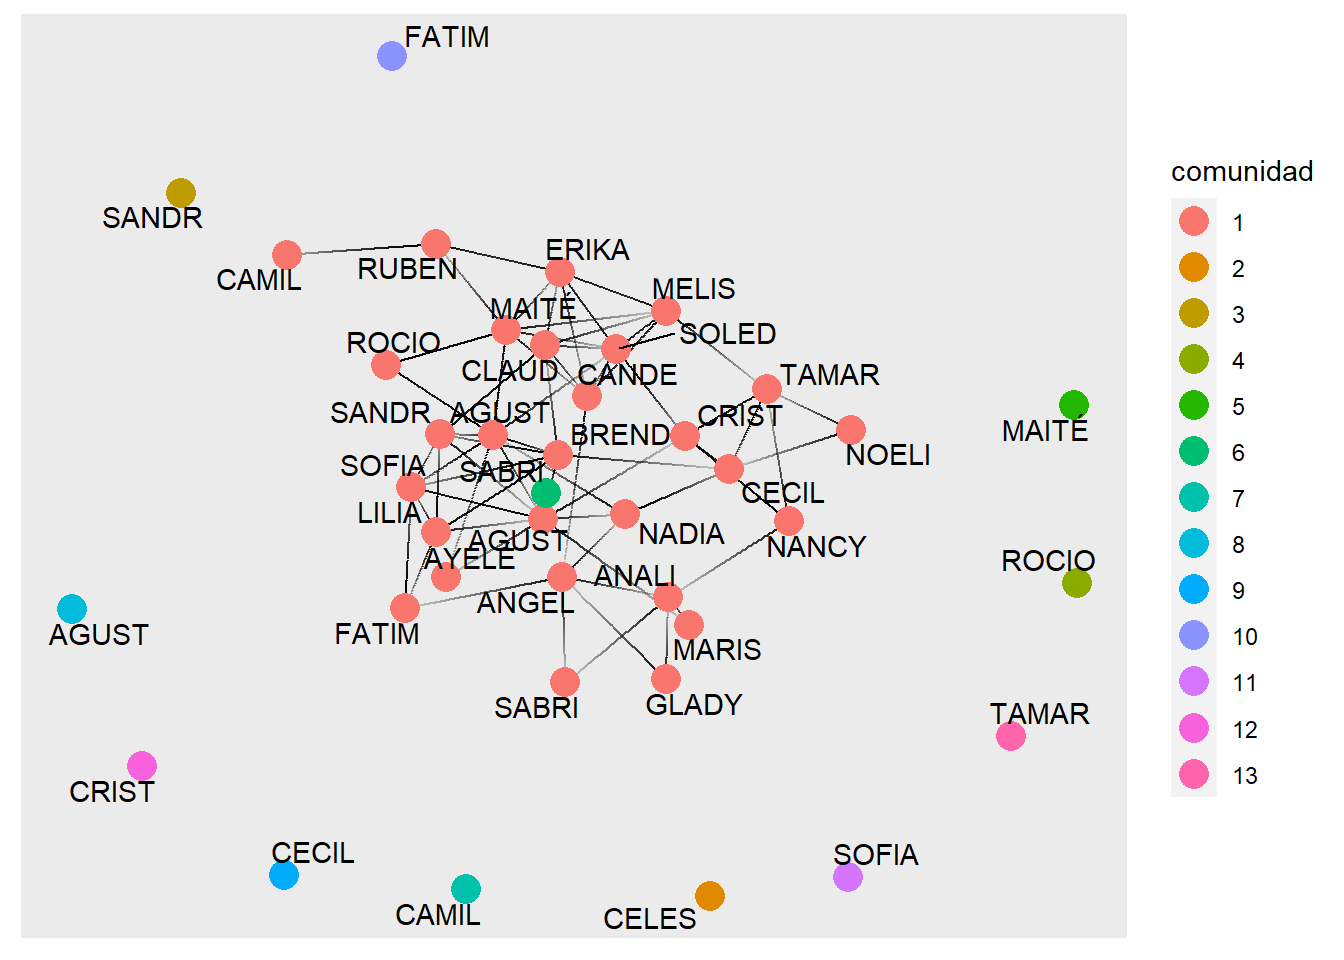 FATIM
comunidad
SANDR
1
ERIKA
2
RUBEN
CAMIL
MELIS
MAITÉ
3
SOLED
ROCIO
4
CLAUD
CANDE
TAMAR
5
SANDR
AGUST
CRIST
MAITÉ
BREND
6
NOELI
SOFIA
SABRI
CECIL
7
LILIA
NADIA
AGUST
NANCY
8
AYELE
ROCIO
ANALI
9
ANGEL
FATIM
AGUST
10
MARIS
11
SABRI
GLADY
TAMAR
12
13
CRIST
CECIL
SOFIA
CAMIL
CELES